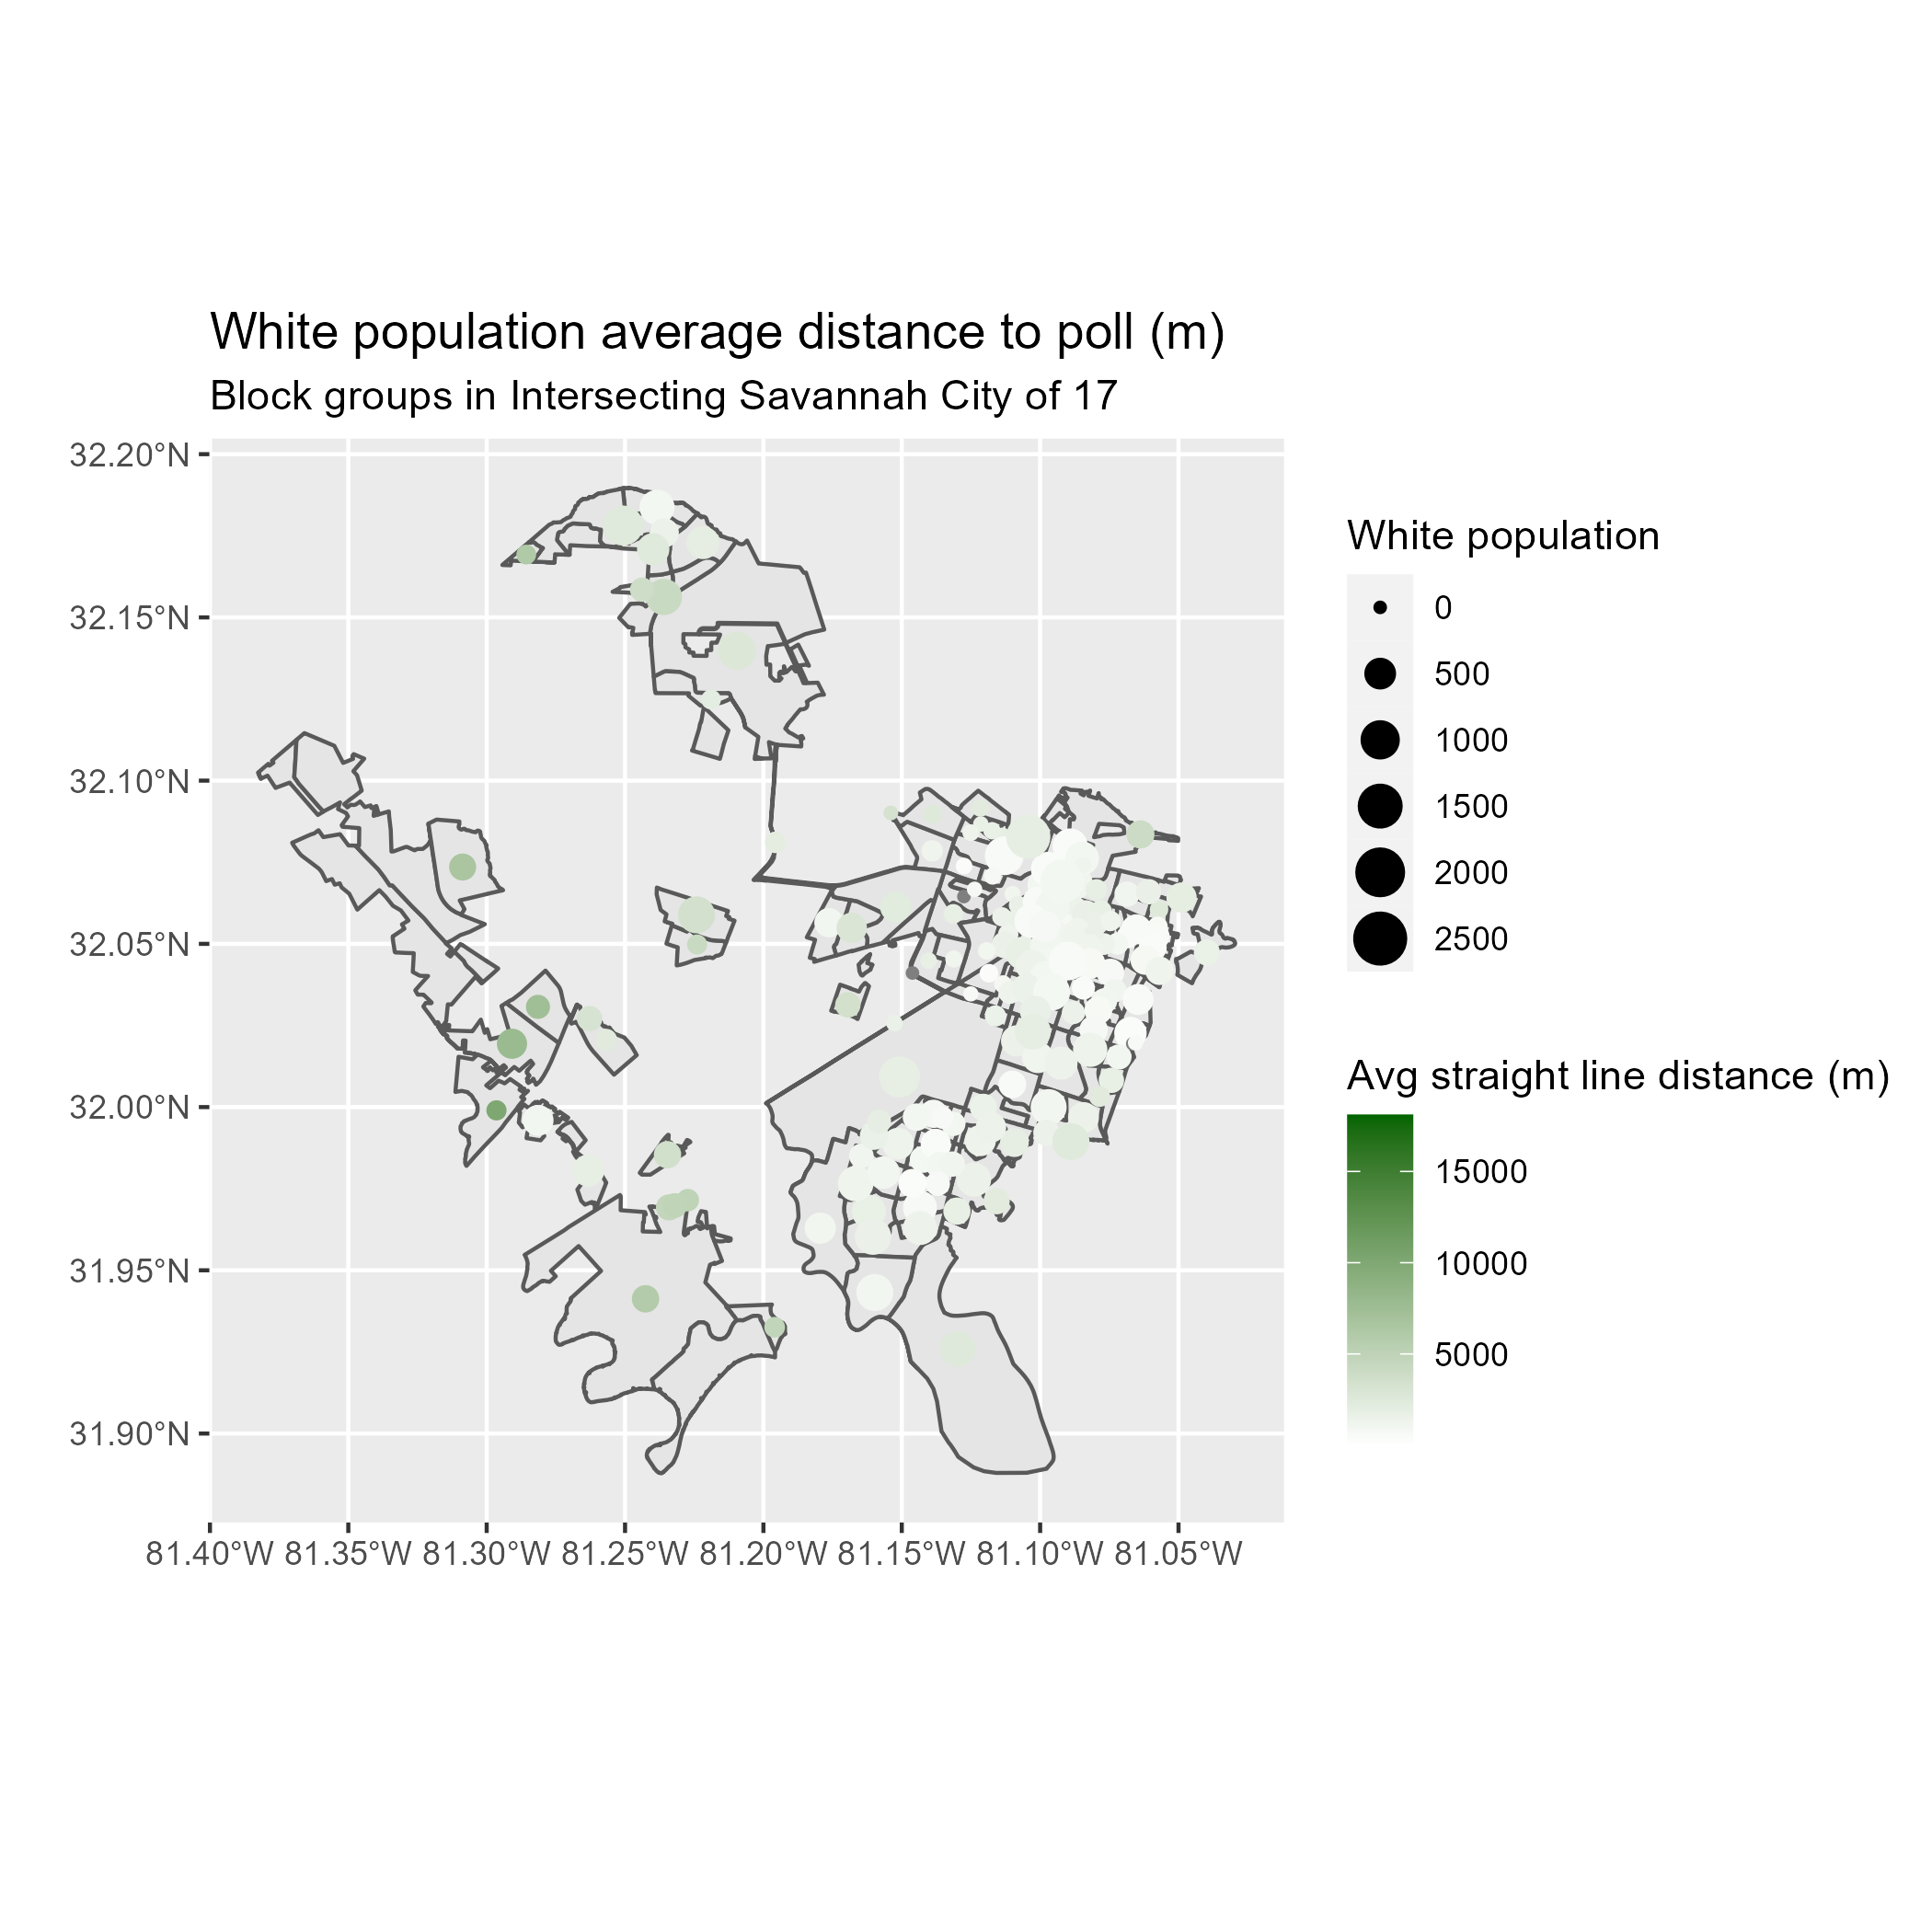 White population average distance to poll (m)
Block groups in Intersecting Savannah City of 17
32.20°N
32.15°N
32.10°N
32.05°N
32.00°N
31.95°N
31.90°N
81.40°W 81.35°W 81.30°W 81.25°W 81.20°W 81.15°W 81.10°W 81.05°W
White population
0
500
1000
1500
2000
2500
Avg straight line distance (m)
15000
10000
5000